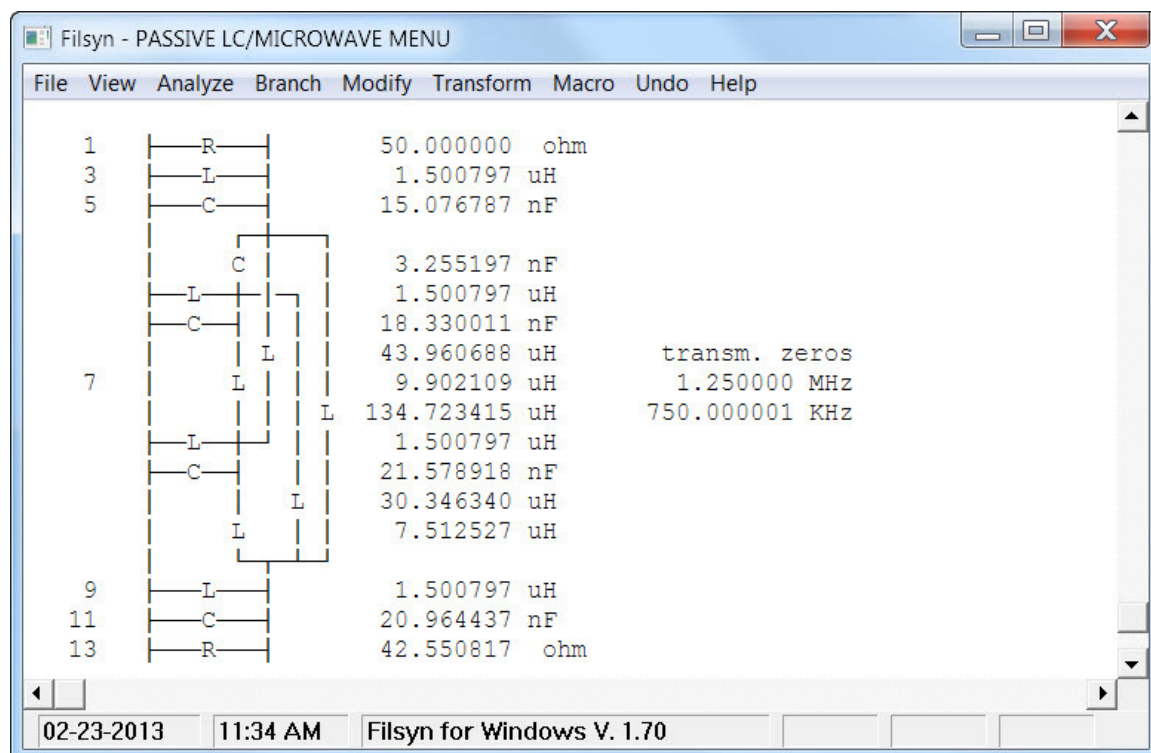 Filsyn - PASSIVE LC/MICROWAVE MENU
File View Analyze Branch Modify Transform Macro Undo Help
1 R 50.000000 ohm
3 L 1.500797 uH
5 C 15.076787 nF
C 3.255197 nF
L 1.500797 uH
C 18.330011 nF
L 43.960688 uH transm. zeros
7 L 9.902109 uH 1.250000 MHz
L 134.723415 uH 750.000001 KHz
L 1.500797 uH
C 21.578918 nF
L 30.346340 uH
L 7.512527 uH
9 L 1.500797 uH
11 C 20.964437 nF
13 R 42.550817 ohm
02-23-2013 11:34 AM Filsyn for Windows V. 1.70